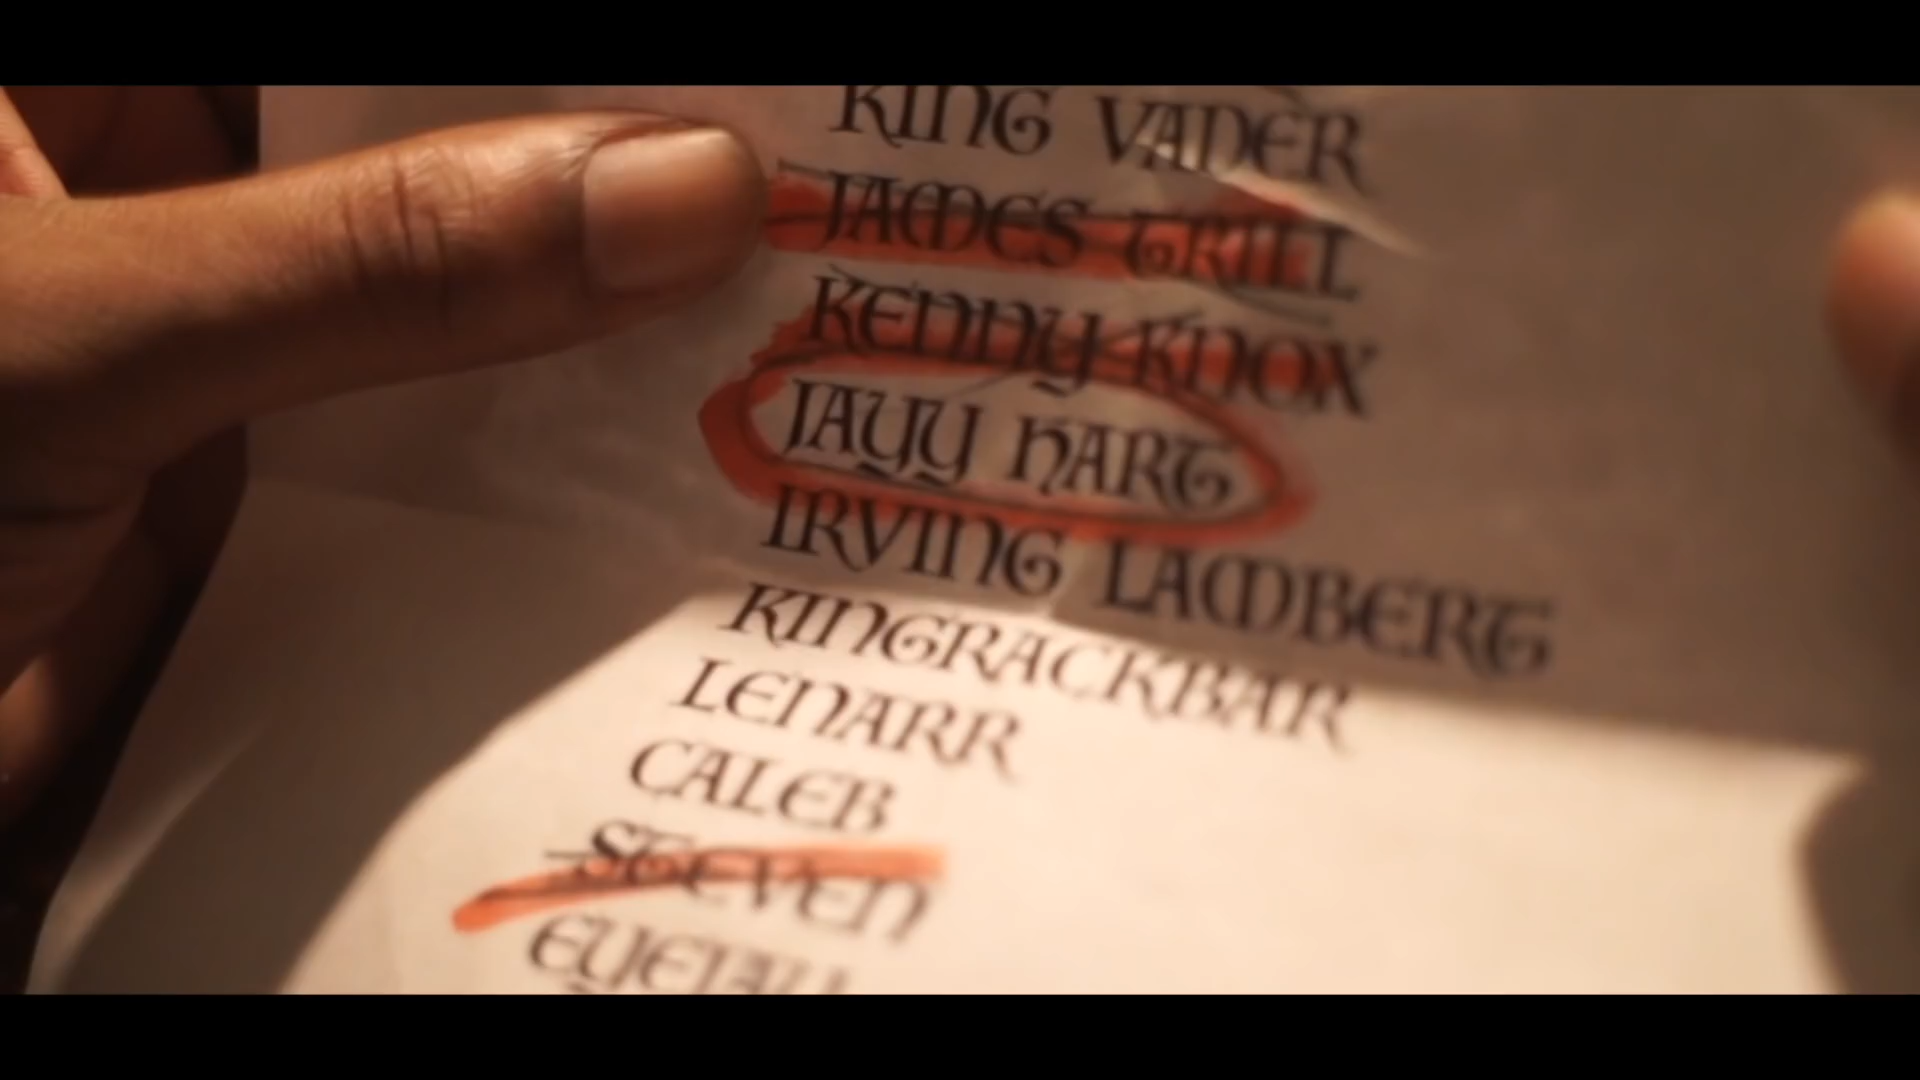 KING VADER
JAMES TRILL
KENNY KNOX
JAYY HART
IRVING LAMBERT
KINGRACKBAR
LENARR
CALEB
STEVEN